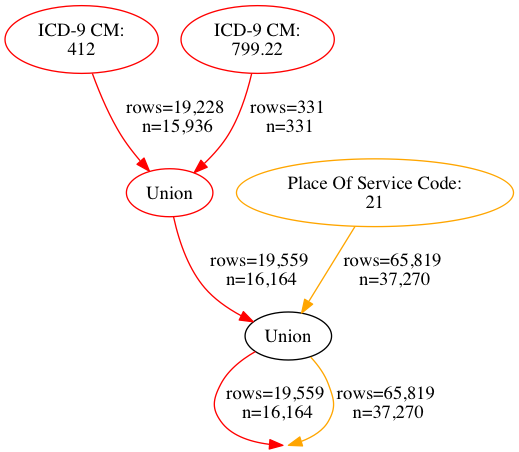 ICD-9 CM:
412
ICD-9 CM:
799.22
rows=19,228
n=15,936
rows=331
n=331
Union
Place Of Service Code:
21
rows=19,559
n=16,164
rows=65,819
n=37,270
Union
rows=19,559
n=16,164
rows=65,819
n=37,270